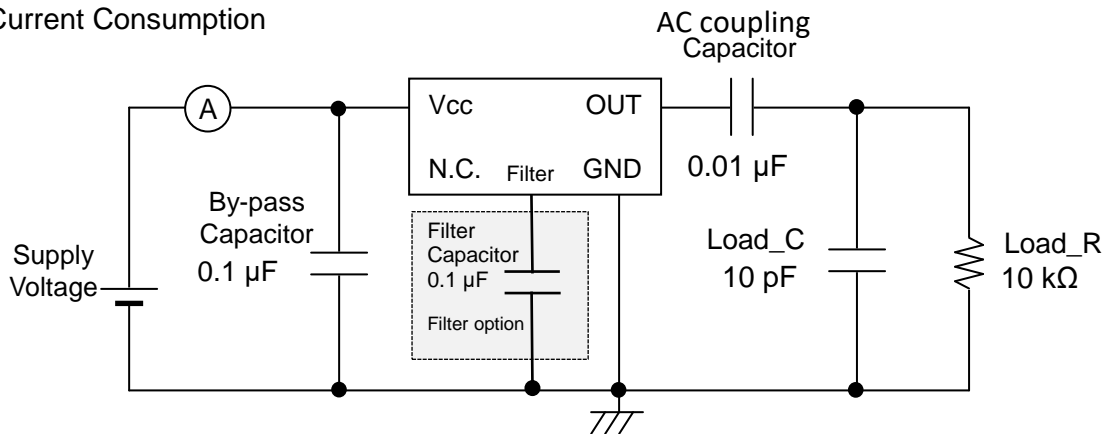 Current Consumption
AC coupling
Capacitor
A
Vcc
OUT
N.C.
Filter
GND
0.01 µF
By-pass
Capacitor
0.1 µF
Filter
Capacitor
0.1 µF
Filter option
Supply
Voltage
Load_C
10 pF
Load_R
10 kΩ